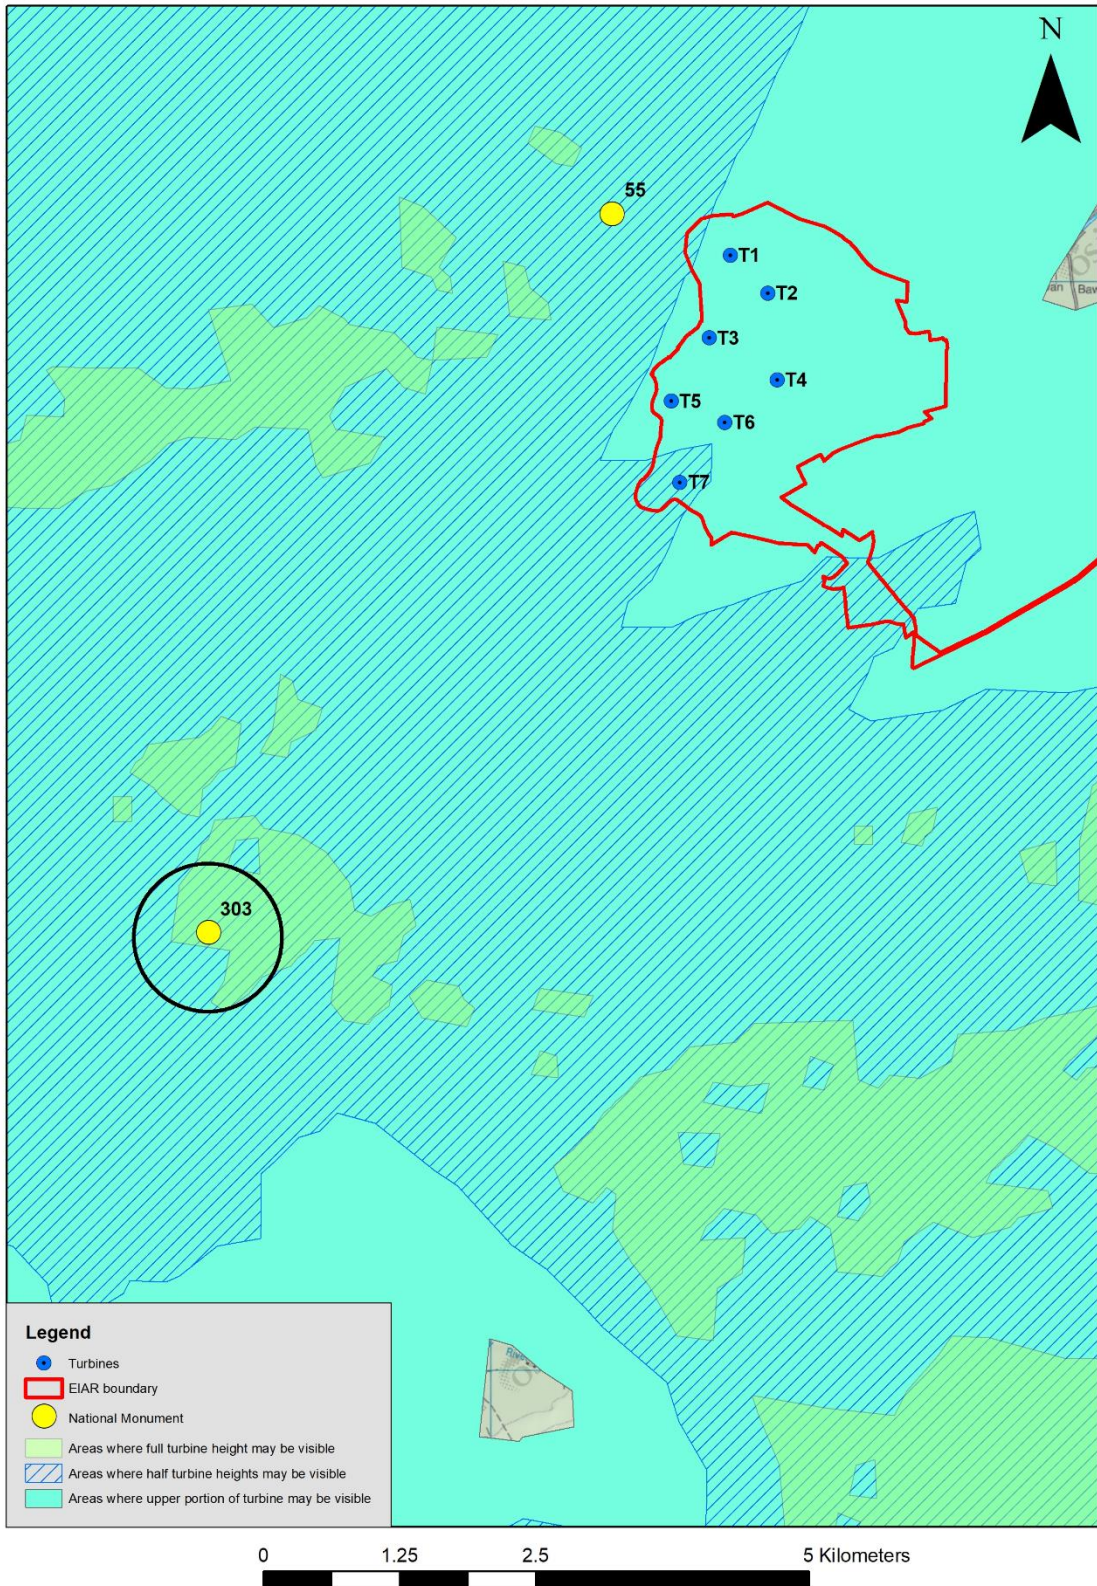 N
55
T1
T2
T3
T4
T5
T6
T7
303
Legend
Turbines
EIAR boundary
National Monument
Areas where full turbine height may be visible
Areas where half turbine heights may be visible
Areas where upper portion of turbine may be visible
0 1.25 2.5 5 Kilometers